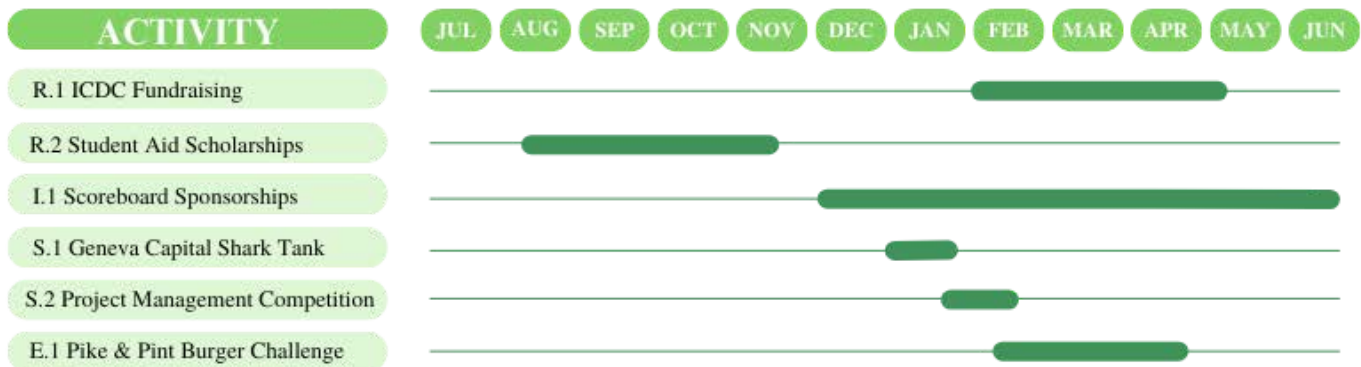 ACTIVITY JUL AUG SEP OCT NOV DEC JAN FEB MAR APR MAY JUN
R.1 ICDC Fundraising
R.2 Student Aid Scholarships
I.1 Scoreboard Sponsorships
S.1 Geneva Capital Shark Tank
S.2 Project Management Competition
E.1 Pike & Pint Burger Challenge